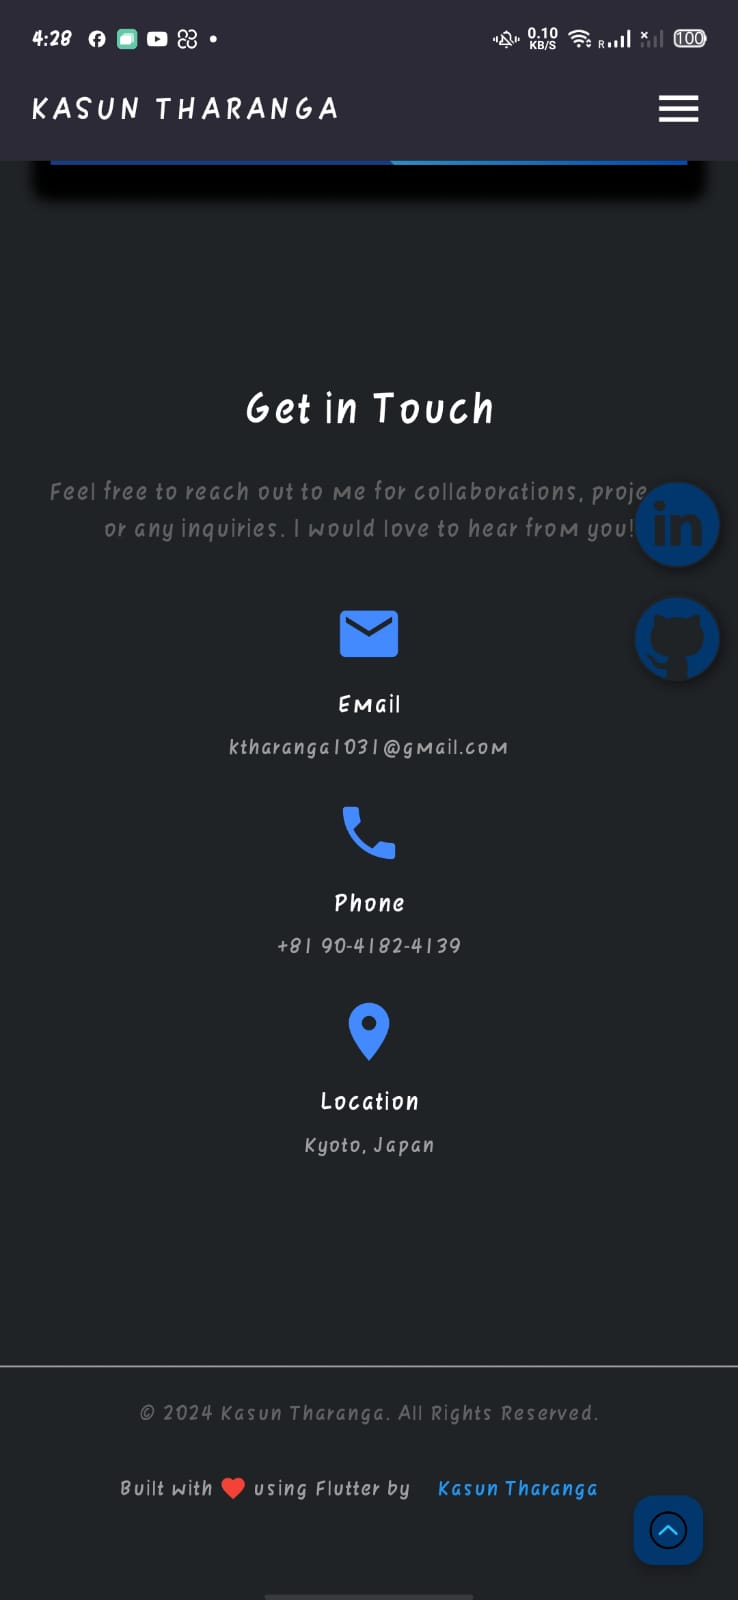 4:28
0.10
KB/S
R
100
KASUN THARANGA
Get in Touch
Feel free to reach out to me for collaborations, proje
or any inquiries. I would love to hear from you!
in
Email
ktharanga1031@gmail.com
Phone
+81 90-4182-4139
Location
Kyoto, Japan
© 2024 Kasun Tharanga. All Rights Reserved.
Built with ❤ using Flutter by Kasun Tharanga